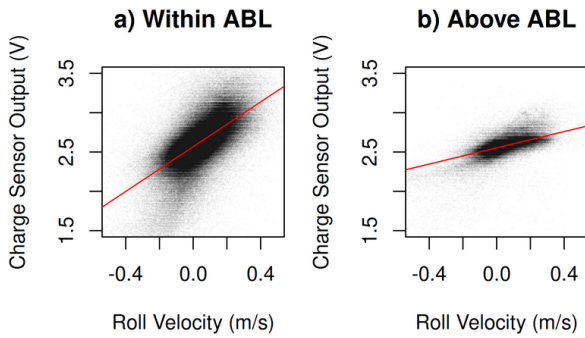 a) Within ABL
Charge Sensor Output (V)
3.5
2.5
1.5
-0.4
0.0
0.4
Roll Velocity (m/s)
b) Above ABL
Charge Sensor Output (V)
3.5
2.5
1.5
-0.4
0.0
0.4
Roll Velocity (m/s)